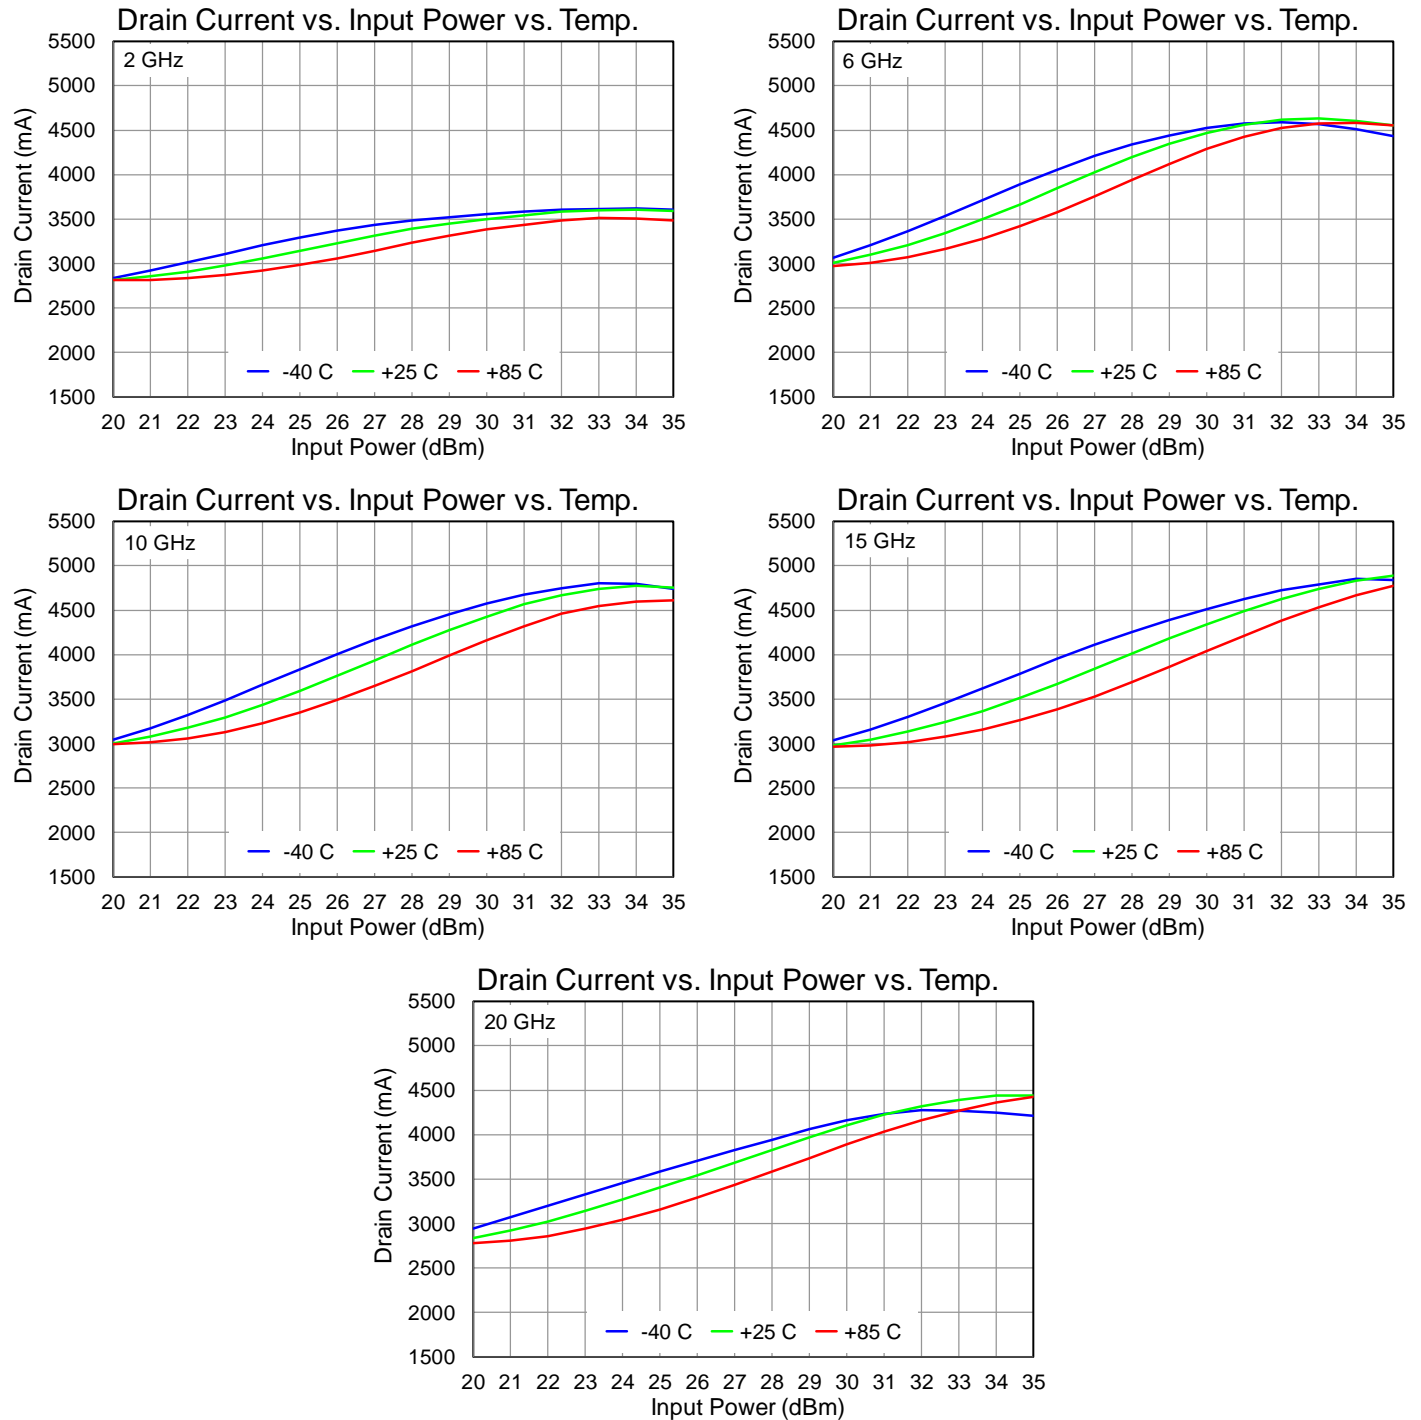 Drain Current vs. Input Power vs. Temp.
5500
5000
4500
4000
3500
3000
2500
2000
1500
Drain Current (mA)
2 GHz
-40 C +25 C +85 C
20 21 22 23 24 25 26 27 28 29 30 31 32 33 34 35
Input Power (dBm)
Drain Current vs. Input Power vs. Temp.
5500
5000
4500
4000
3500
3000
2500
2000
1500
Drain Current (mA)
6 GHz
-40 C +25 C +85 C
20 21 22 23 24 25 26 27 28 29 30 31 32 33 34 35
Input Power (dBm)
Drain Current vs. Input Power vs. Temp.
5500
5000
4500
4000
3500
3000
2500
2000
1500
Drain Current (mA)
10 GHz
-40 C +25 C +85 C
20 21 22 23 24 25 26 27 28 29 30 31 32 33 34 35
Input Power (dBm)
Drain Current vs. Input Power vs. Temp.
5500
5000
4500
4000
3500
3000
2500
2000
1500
Drain Current (mA)
15 GHz
-40 C +25 C +85 C
20 21 22 23 24 25 26 27 28 29 30 31 32 33 34 35
Input Power (dBm)
Drain Current vs. Input Power vs. Temp.
5500
5000
4500
4000
3500
3000
2500
2000
1500
Drain Current (mA)
20 GHz
-40 C +25 C +85 C
20 21 22 23 24 25 26 27 28 29 30 31 32 33 34 35
Input Power (dBm)